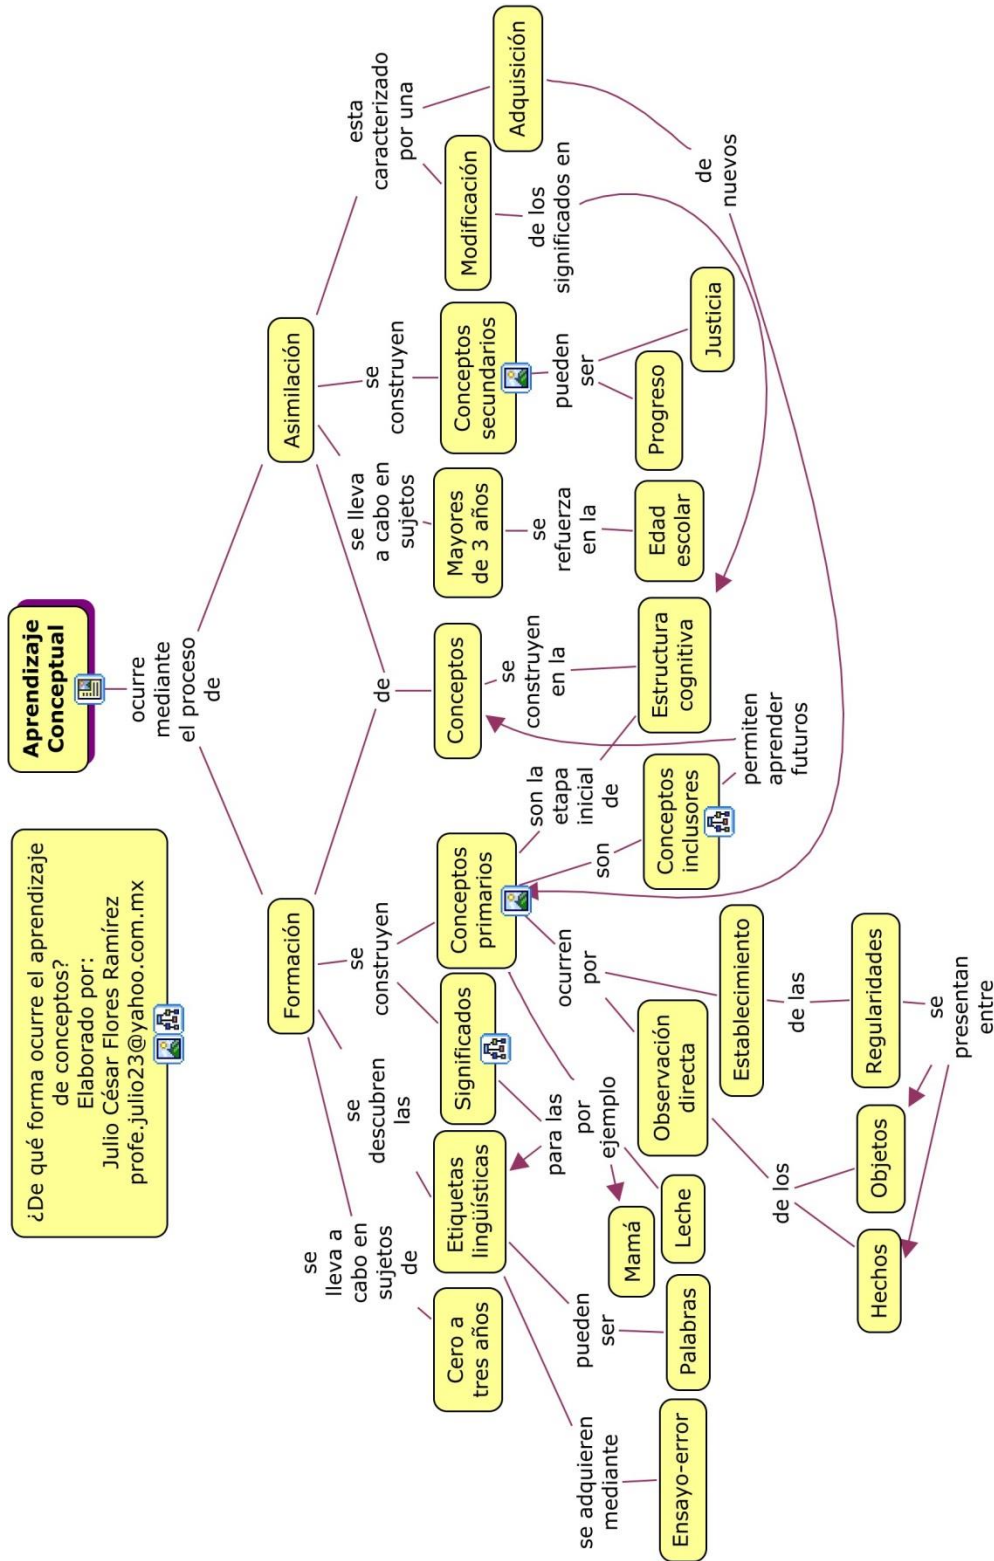 ¿De qué forma ocurre el aprendizaje
de conceptos?
Elaborado por:
Julio César Flores Ramírez
profe.julio23@yahoo.com.mx
Aprendizaje
Conceptual
ocurre
mediante
el proceso
de
Formación
Asimilación
se
lleva a
cabo en
sujetos
de
se
descubren
las
se
construyen
de
se lleva
a cabo en
sujetos
se
construyen
esta
caracterizado
por una
Cero a
tres años
Etiquetas
lingüísticas
Significados
Conceptos
primarios
Conceptos
Mayores
de 3 años
Conceptos
secundarios
Modificación
Adquisición
se adquieren
mediante
pueden
ser
para las
por
ejemplo
ocurren
por
son
son la
etapa
inicial
de
se
construyen
en la
se
refuerza
en la
pueden
ser
de los
significados en
de
nuevos
Ensayo-error
Palabras
Mamá
Leche
Observación
directa
Establecimiento
Conceptos
inclusores
Estructura
cognitiva
Edad
escolar
Progreso
Justicia
permiten
aprender
futuros
de los
de las
Hechos
Objetos
Regularidades
se
presentan
entre